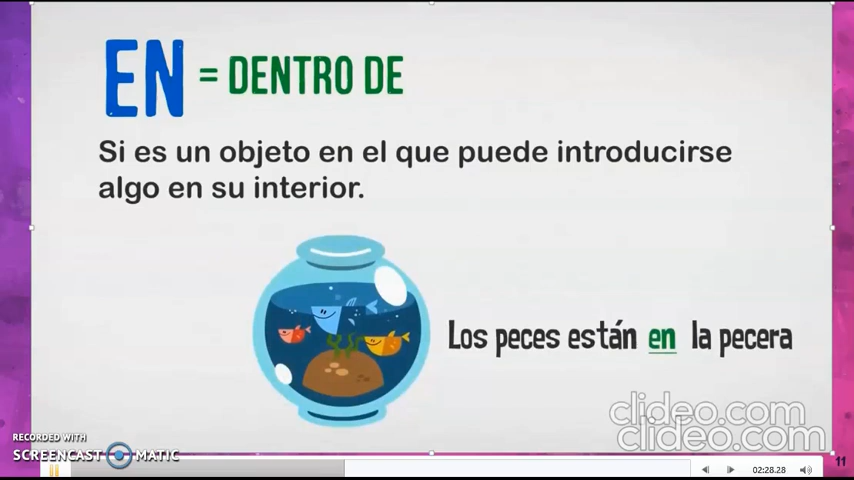 EN = DENTRO DE
Si es un objeto en el que puede introducirse
algo en su interior.
Los peces están en la pecera
clideo.com
clideo.com
RECORDED WITH
SCREENCAST MATIC
11
02:28.28